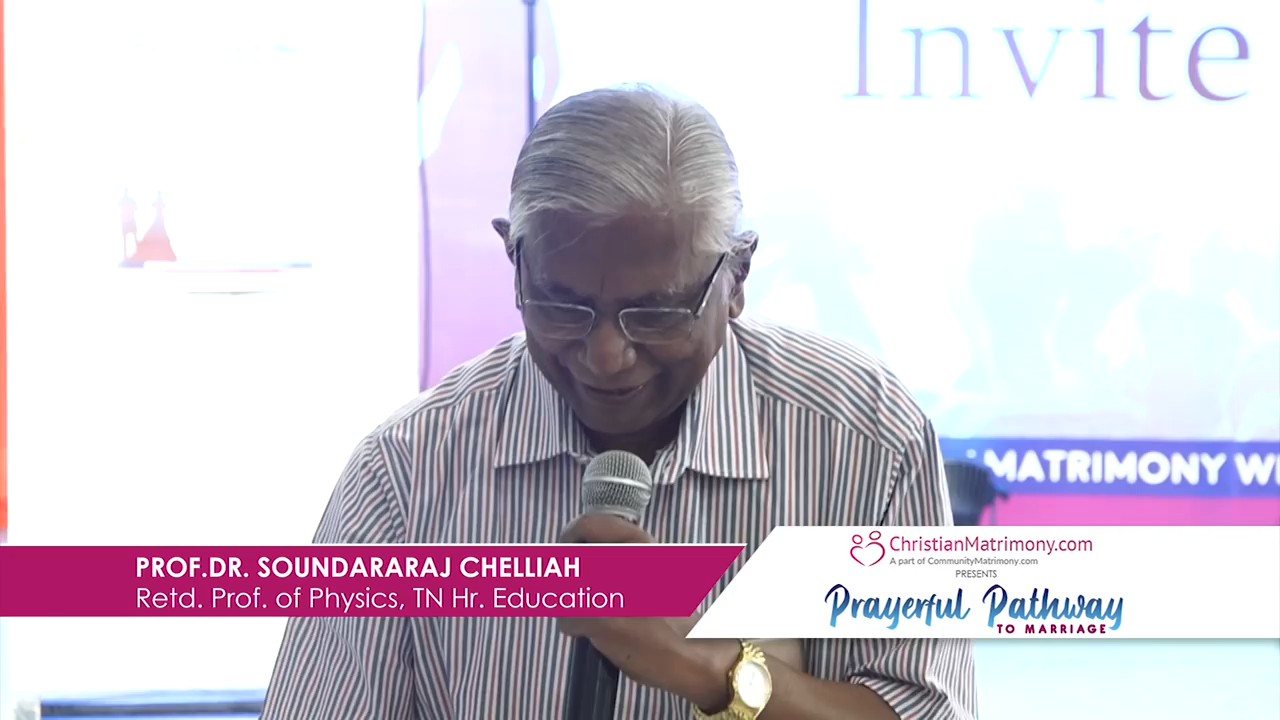 Invite
MATRIMONY
PROF.DR. SOUNDARARAJ CHELLIAH
Retd. Prof. of Physics, TN Hr. Education
ChristianMatrimony.com
A part of CommunityMatrimony.com
PRESENTS
Prayerful Pathway
TO MARRIAGE